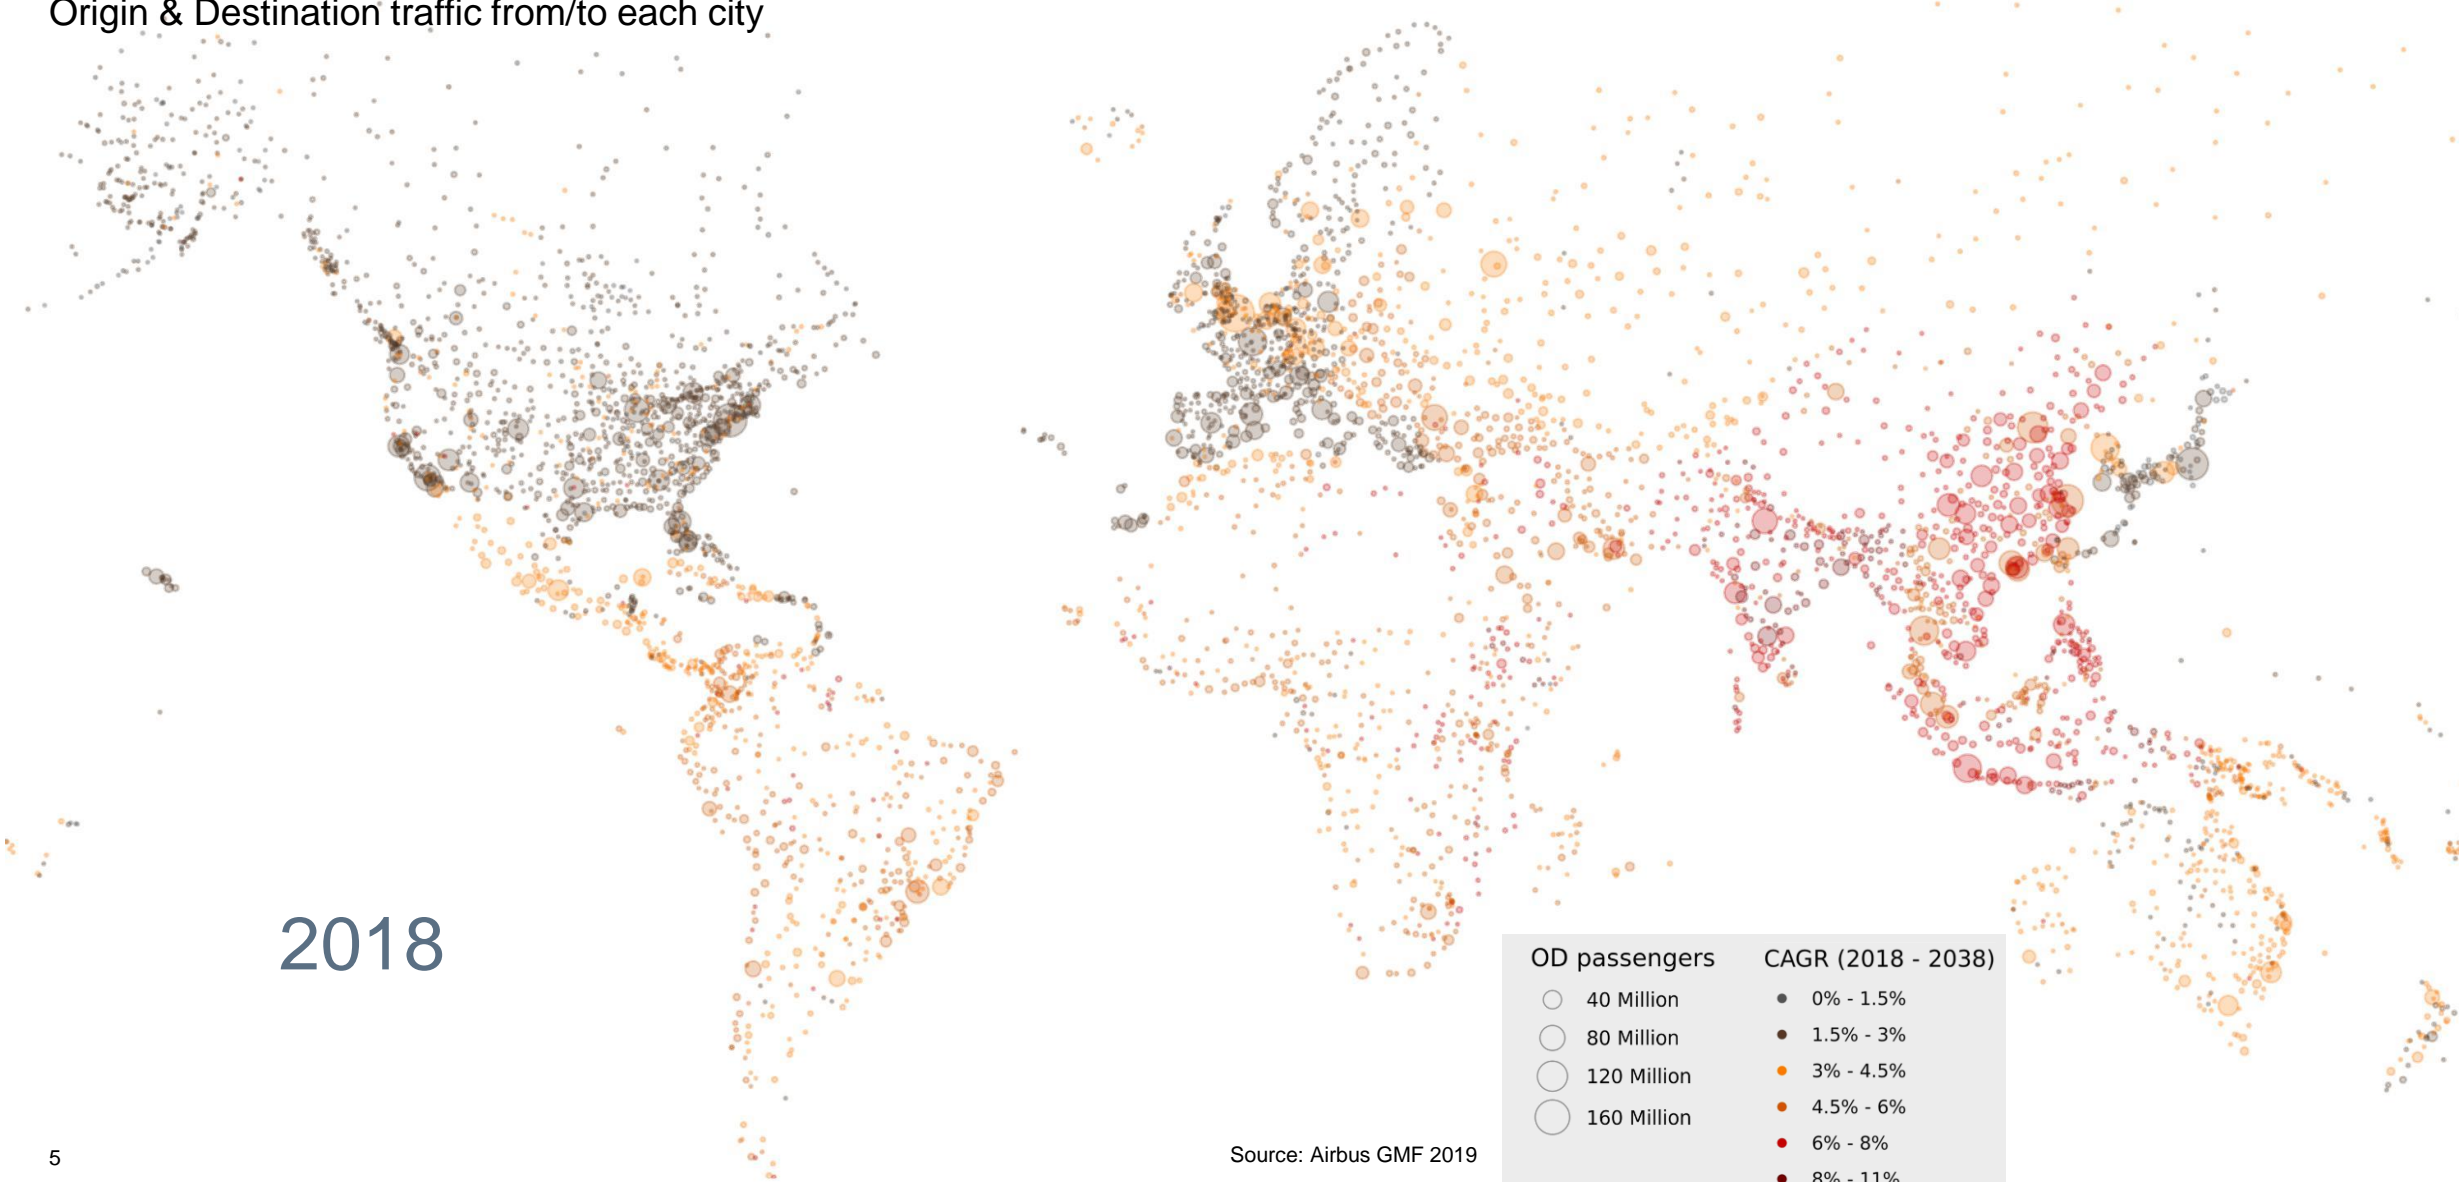 Origin & Destination traffic from/to each city
2018
OD passengers
40 Million
80 Million
120 Million
160 Million
CAGR (2018 - 2038)
0% - 1.5%
1.5% - 3%
3% - 4.5%
4.5% - 6%
6% - 8%
8% - 11%
5
Source: Airbus GMF 2019